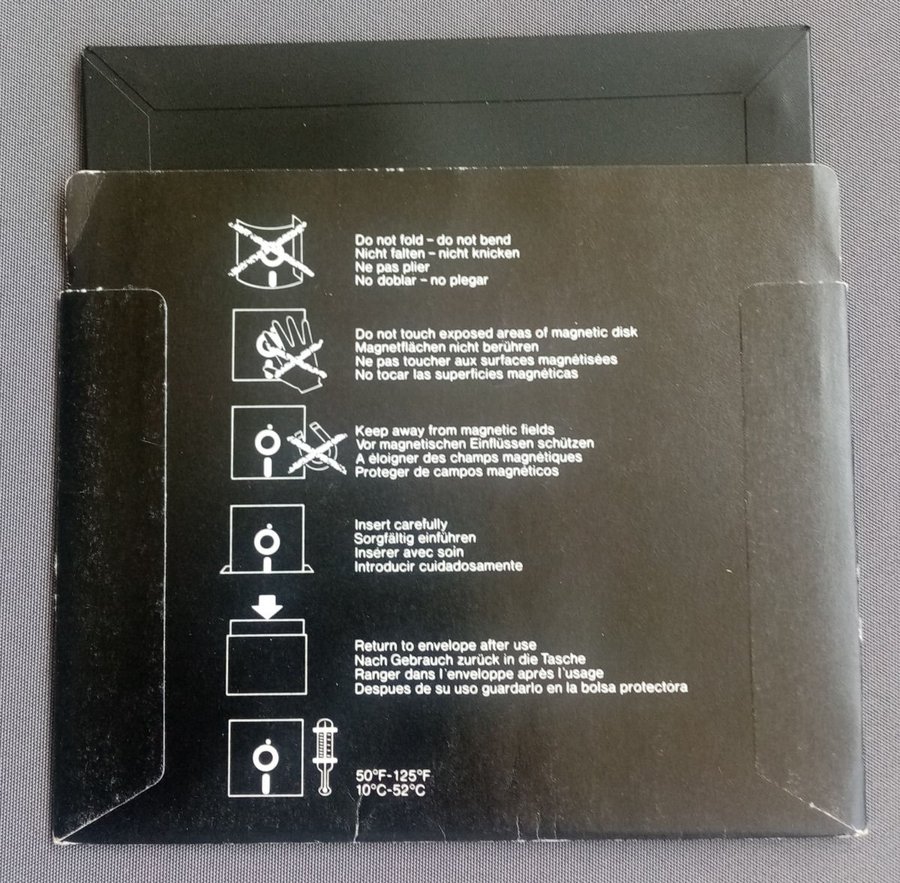 Do not fold – do not bend
Nicht falten – nicht knicken
Ne pas plier
No doblar – no plegar
Do not touch exposed areas of magnetic disk
Magnetflächen nicht berühren
Ne pas toucher aux surfaces magnétisées
No tocar las superficies magnéticas
Keep away from magnetic fields
Vor magnetischen Einflüssen schützen
A éloigner des champs magnétiques
Proteger de campos magnéticos
Insert carefully
Sorgfältig einführen
Insérer avec soin
Introducir cuidadosamente
Return to envelope after use
Nach Gebrauch zurück in die Tasche
Ranger dans l'enveloppe après l'usage
Despues de su uso guardarlo en la bolsa protectora
50°F-125°F
10°C-52°C